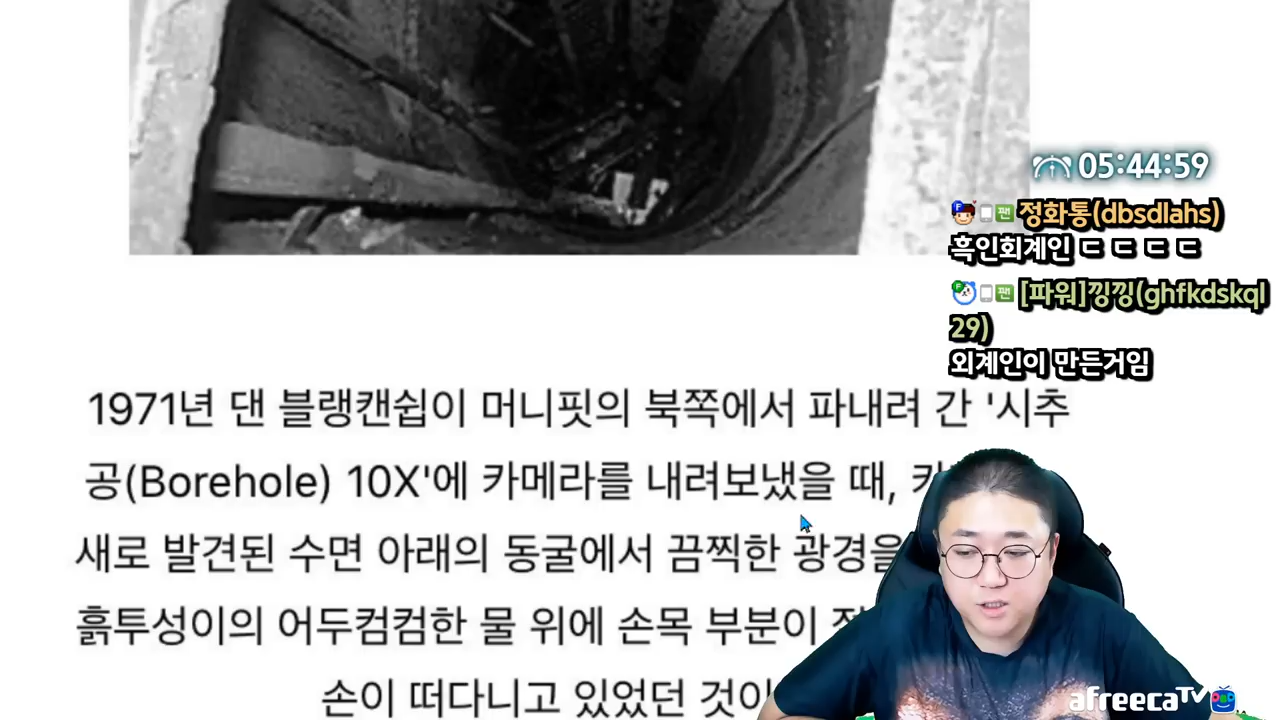 05:44:59
정화통(dbsdlahs)
흑인회계인 ㄷ ㄷ ㄷ ㄷ
[파워]낑낑(ghfkdskql
29)
외계인이 만든거임
1971년 댄 블랭캔쉽이 머니핏의 북쪽에서 파내려 간 '시추
공(Borehole) 10X'에 카메라를 내려보냈을 때,
새로 발견된 수면 아래의 동굴에서 끔찍한 광경을
흙투성이의 어두컴컴한 물 위에 손목 부분이
손이 떠다니고 있었던 것이
afreecaTV